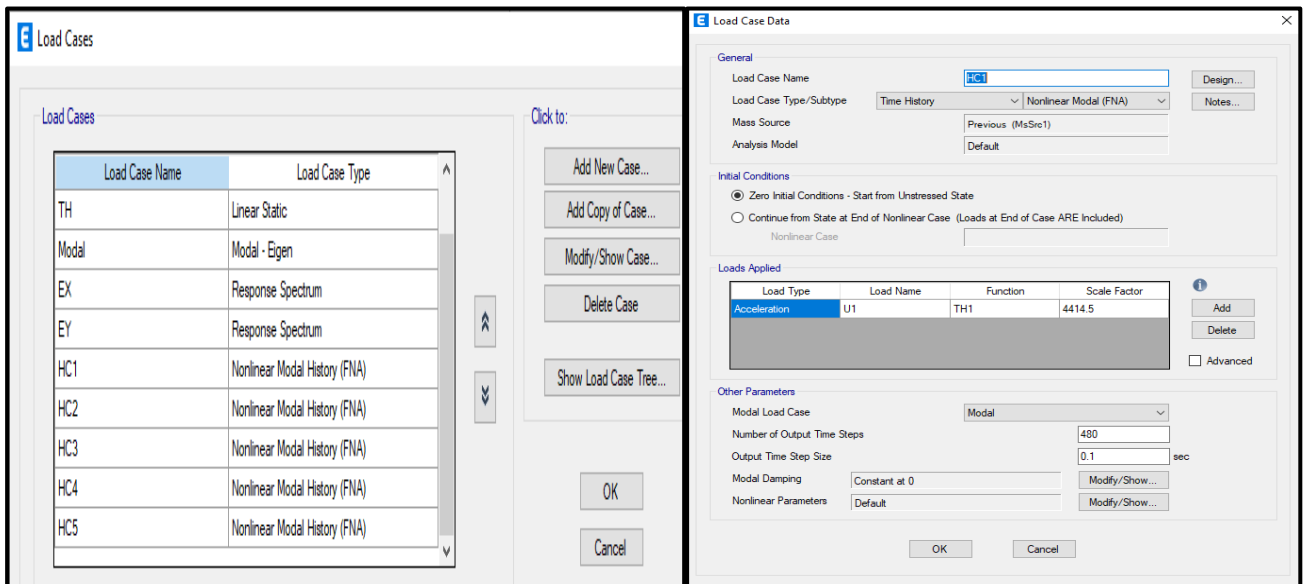 E Load Cases
Load Cases
Load Case Name Load Case Type
TH Linear Static
Modal Modal - Eigen
EX Response Spectrum
EY Response Spectrum
HC1 Nonlinear Modal History (FNA)
HC2 Nonlinear Modal History (FNA)
HC3 Nonlinear Modal History (FNA)
HC4 Nonlinear Modal History (FNA)
HC5 Nonlinear Modal History (FNA)
Click to:
Add New Case...
Add Copy of Case...
Modify/Show Case...
Delete Case
Show Load Case Tree...
OK
Cancel
E Load Case Data
General
Load Case Name HC1 Design...
Load Case Type/Subtype Time History Nonlinear Modal (FNA) Notes...
Mass Source Previous (MsSrc1)
Analysis Model Default
Initial Conditions
Zero Initial Conditions - Start from Unstressed State
Continue from State at End of Nonlinear Case (Loads at End of Case ARE Included)
Nonlinear Case
Loads Applied
Load Type Load Name Function Scale Factor
Acceleration U1 TH1 4414.5 Add
Delete
Advanced
Other Parameters
Modal Load Case Modal
Number of Output Time Steps 480
Output Time Step Size 0.1 sec
Modal Damping Constant at 0 Modify/Show...
Nonlinear Parameters Default Modify/Show...
OK Cancel